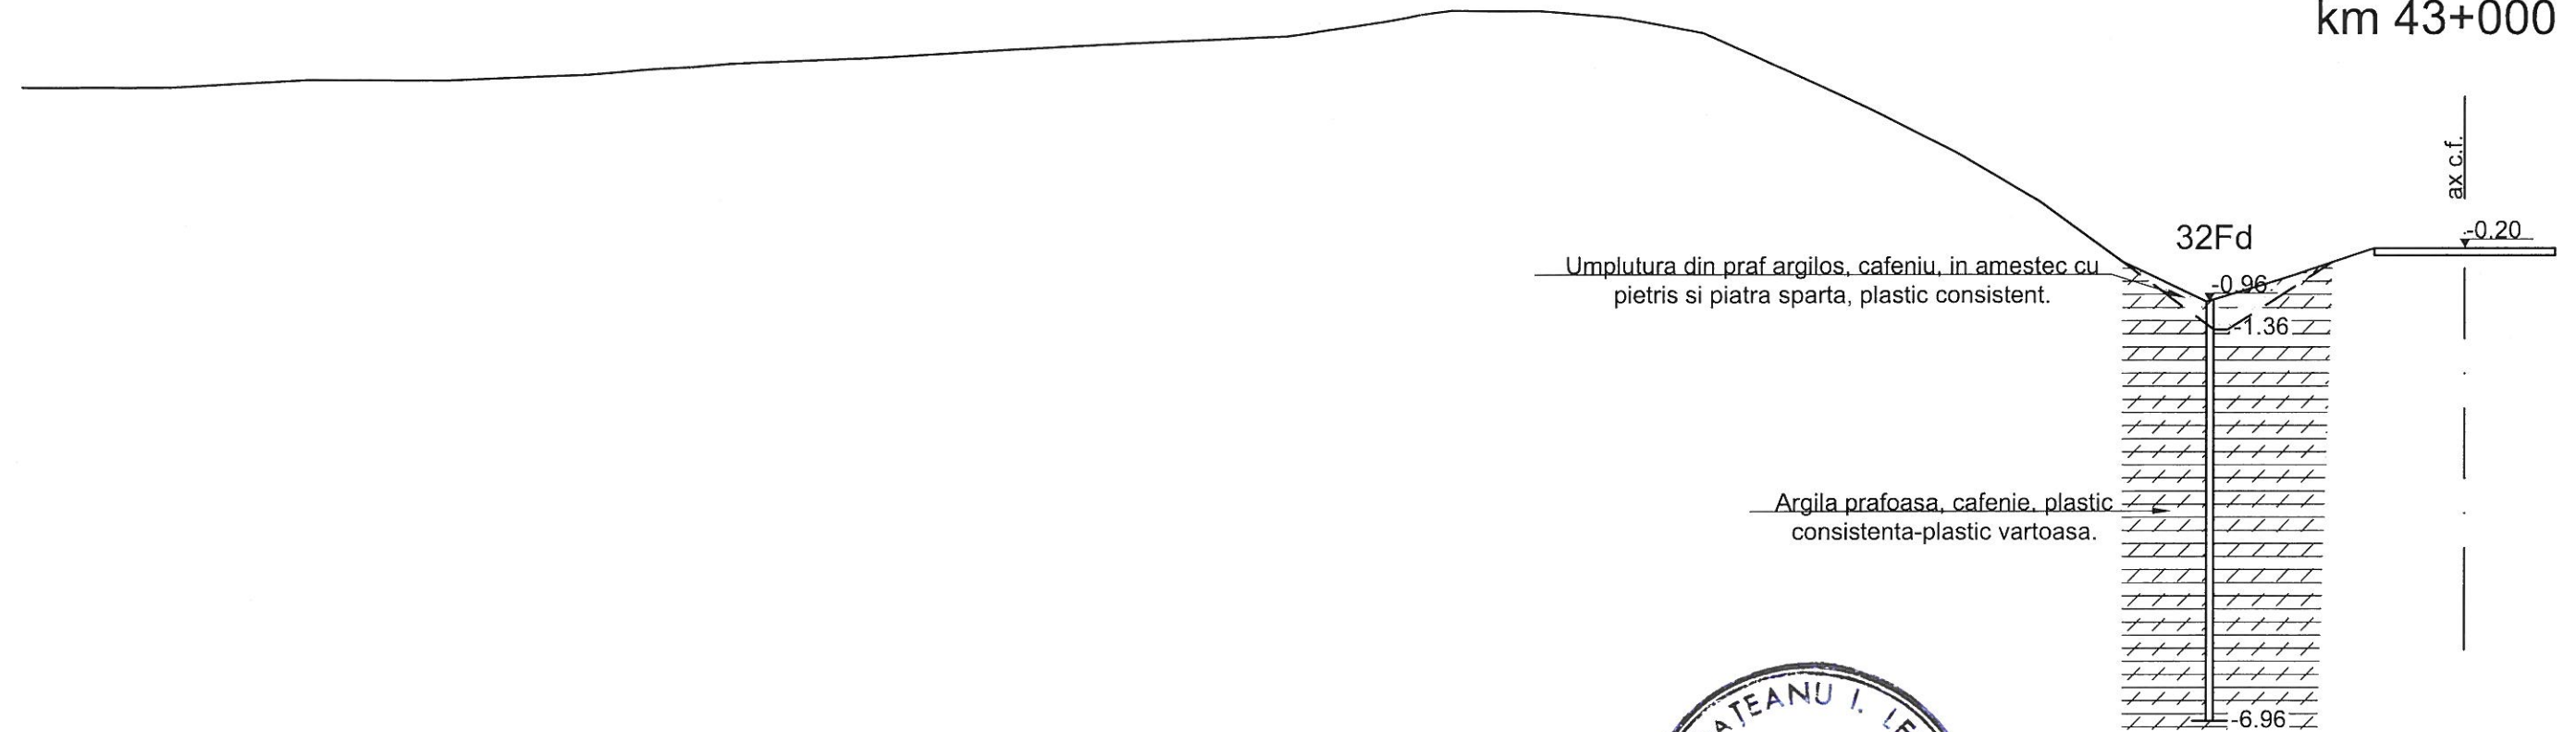 km 43+000
ax c.f.
-0.20
32Fd
Umplutura din praf argilos, cafeniu, in amestec cu
pietris si piatra sparta, plastic consistent.
-0.96
-1.36
Argila prafoasa, cafenie, plastic
consistenta-plastic vartoasa.
-6.96
I.